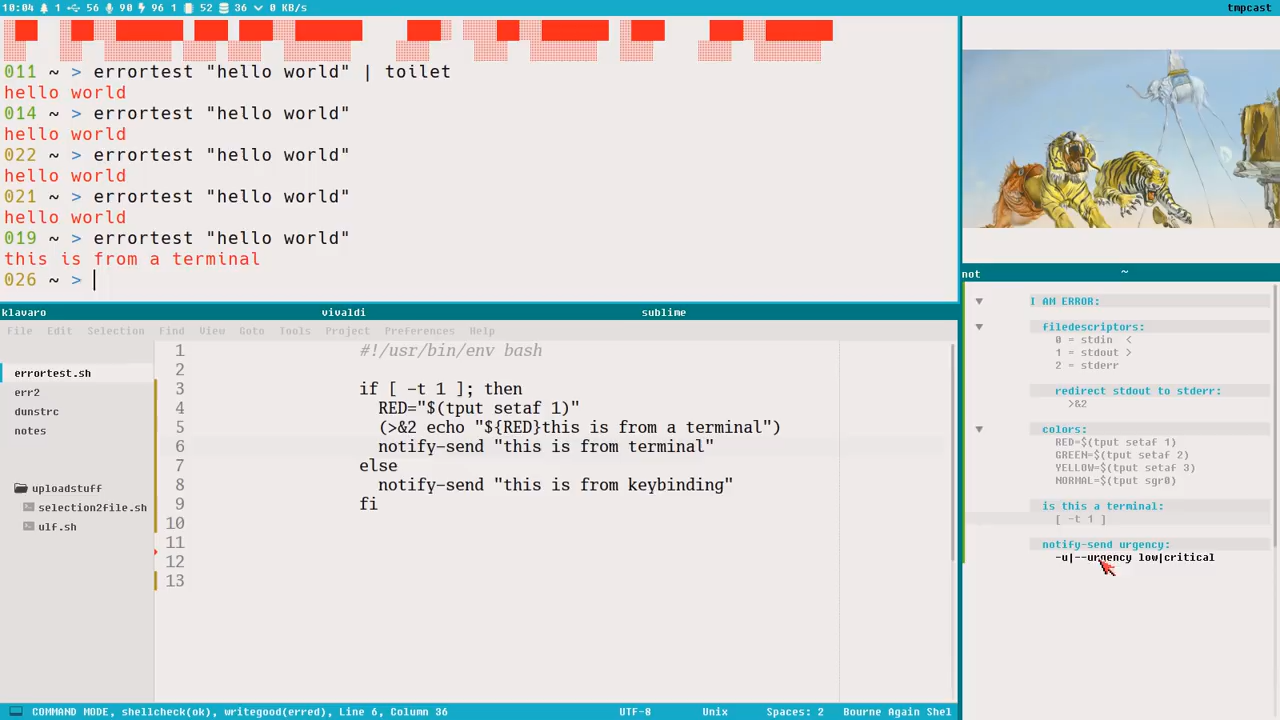 10:04 1 56 90 96 1 52 36 0 KB/s
tmpcast
011 ~ > errortest "hello world" | toilet
hello world
014 ~ > errortest "hello world"
hello world
022 ~ > errortest "hello world"
hello world
021 ~ > errortest "hello world"
hello world
019 ~ > errortest "hello world"
this is from a terminal
026 ~ >
klavaro vivaldi sublime
File Edit Selection Find View Goto Tools Project Preferences Help
errortest.sh
err2
dunstrc
notes
uploadstuff
selection2file.sh
ulf.sh
1 #!/usr/bin/env bash
2
3 if [ -t 1 ]; then
4 RED="$(tput setaf 1)"
5 (>&2 echo "${RED}this is from a terminal")
6 notify-send "this is from terminal"
7 else
8 notify-send "this is from keybinding"
9 fi
10
11
12
13
COMMAND MODE, shellcheck(ok), writegood(erred), Line 6, Column 36 UTF-8 Unix Spaces: 2 Bourne Again Shel
not ~
I AM ERROR:
filedescriptors:
0 = stdin <
1 = stdout >
2 = stderr
redirect stdout to stderr:
>&2
colors:
RED=$(tput setaf 1)
GREEN=$(tput setaf 2)
YELLOW=$(tput setaf 3)
NORMAL=$(tput sgr0)
is this a terminal:
[ -t 1 ]
notify-send urgency:
-u|--urgency low|critical